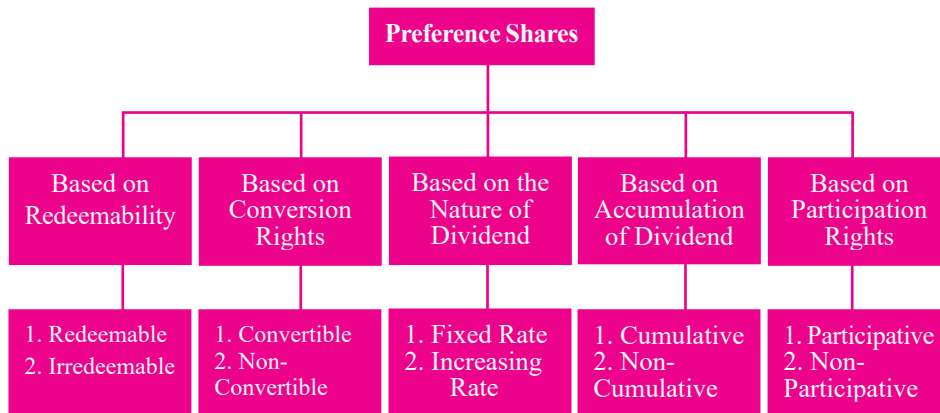 Preference Shares
Based on
Redeemability
Based on
Conversion
Rights
Based on the
Nature of
Dividend
Based on
Accumulation
of Dividend
Based on
Participation
Rights
1. Redeemable
2. Irredeemable
1. Convertible
2. Non-
Convertible
1. Fixed Rate
2. Increasing
Rate
1. Cumulative
2. Non-
Cumulative
1. Participative
2. Non-
Participative